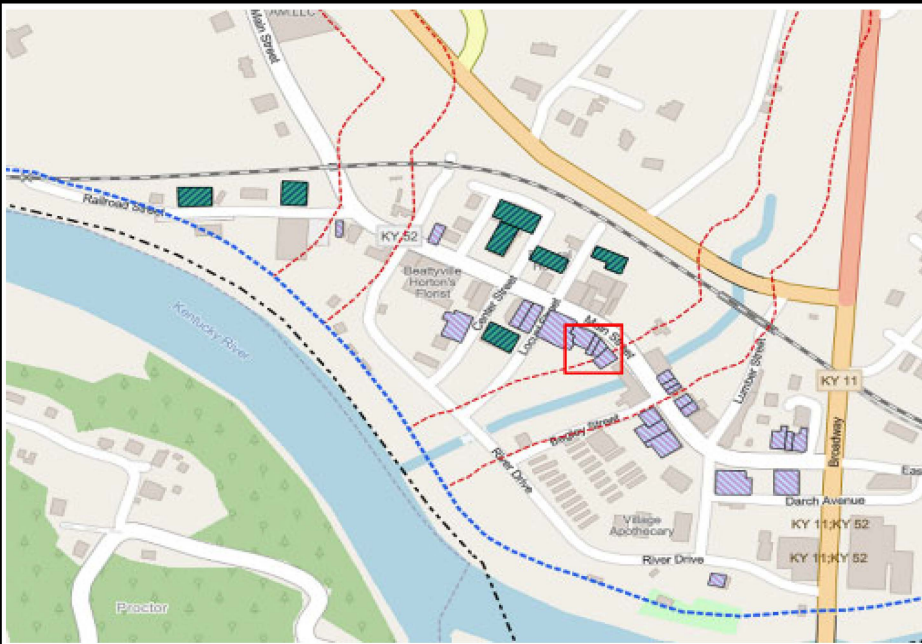 AM.LLC
Main Street
Railroad Street
KY 52
Beattyville
Horton's
Florist
Center Street
Main Street
Kentucky River
Lumber Street
KY 11
Begley Street
River Drive
Broadway
Darch Avenue
Village
Apothecary
KY 11;KY 52
River Drive
KY 11;KY 52
Proctor